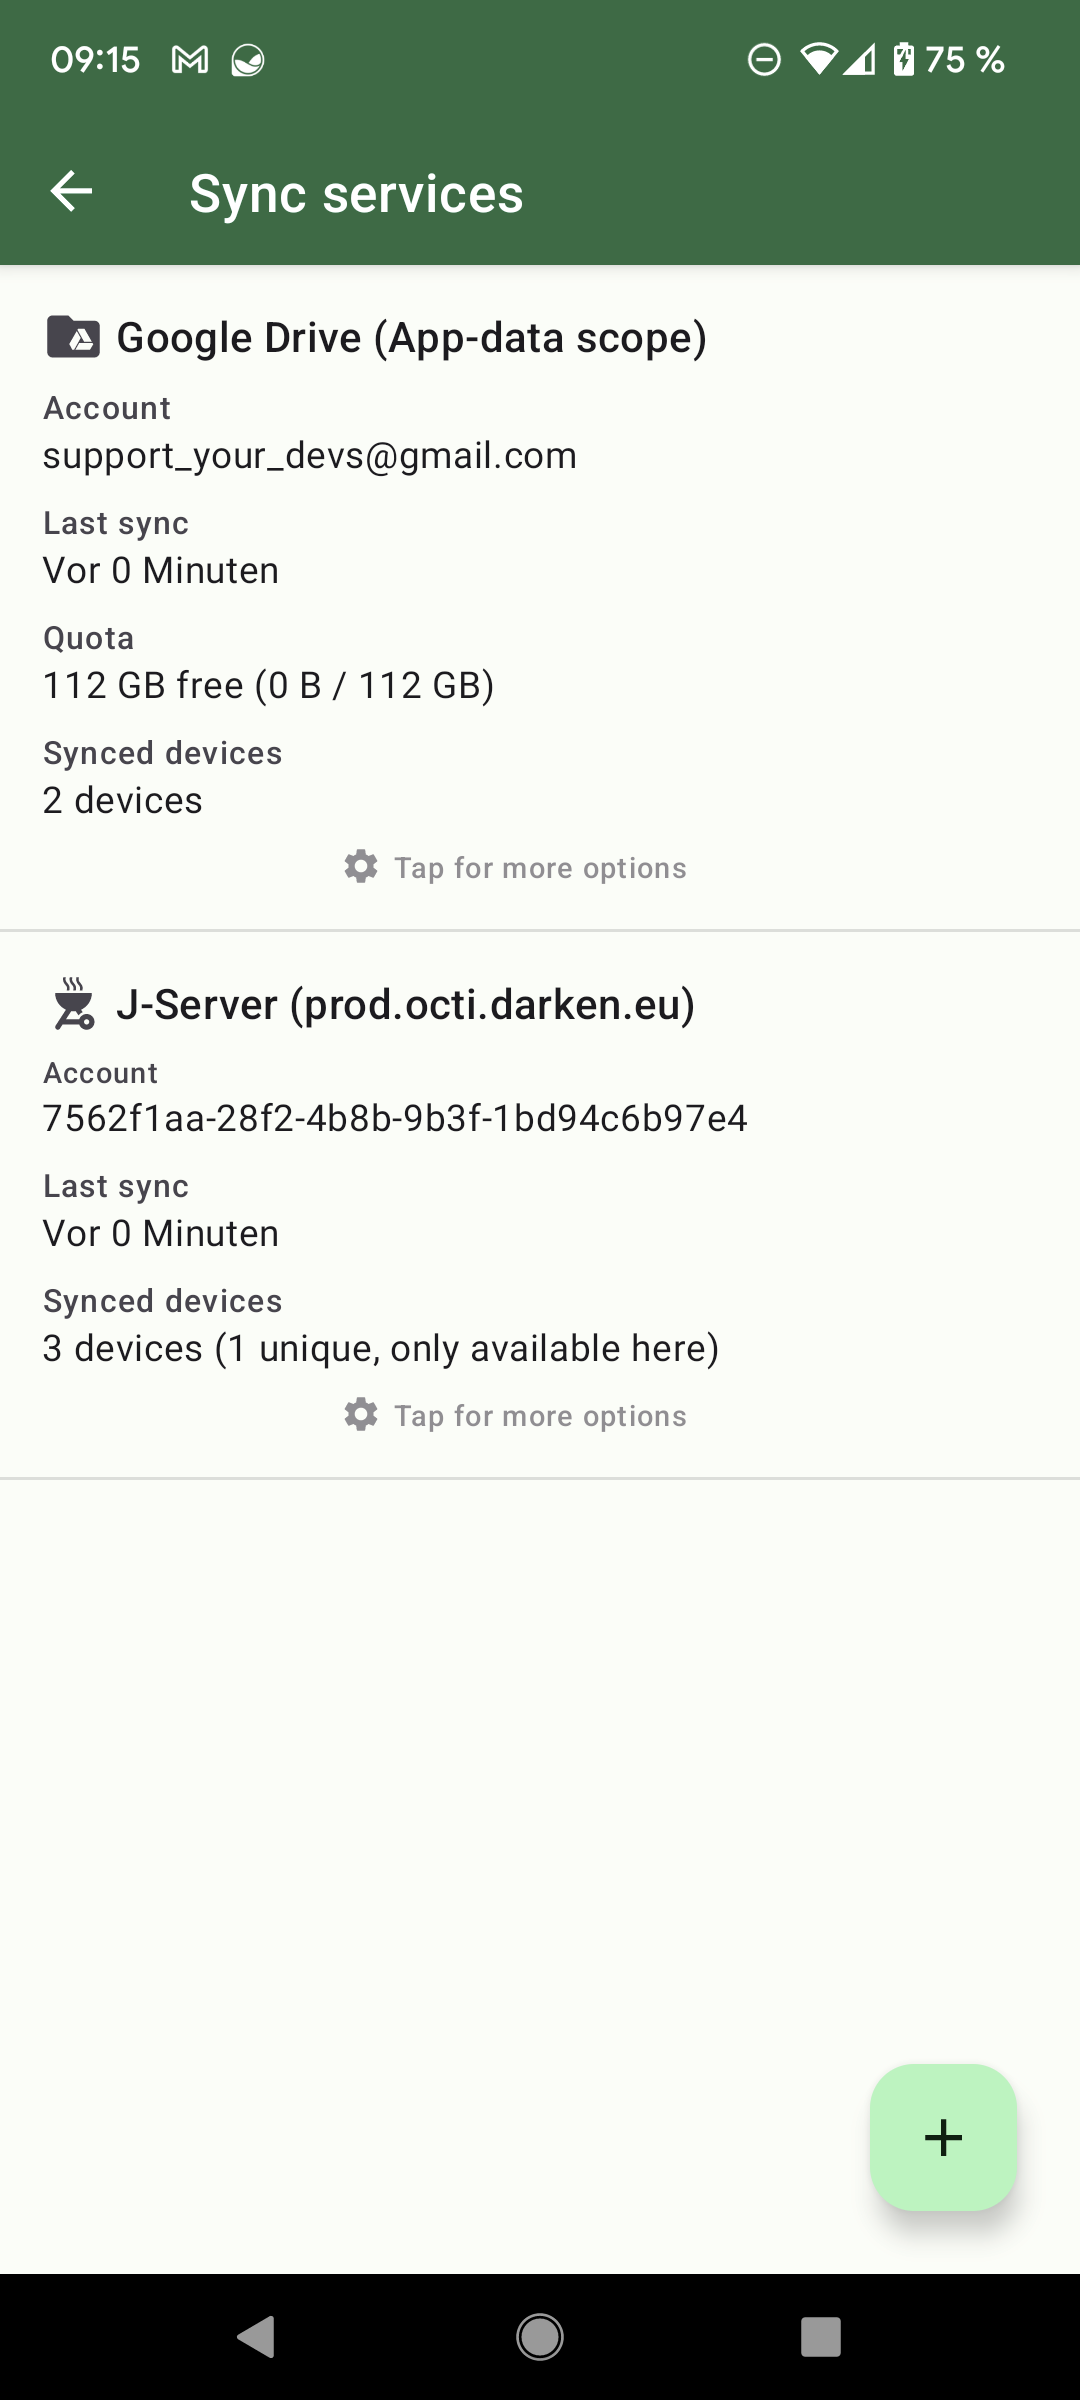 09:15 75 %
Sync services
Google Drive (App-data scope)
Account
support_your_devs@gmail.com
Last sync
Vor 0 Minuten
Quota
112 GB free (0 B / 112 GB)
Synced devices
2 devices
Tap for more options
J-Server (prod.octi.darken.eu)
Account
7562f1aa-28f2-4b8b-9b3f-1bd94c6b97e4
Last sync
Vor 0 Minuten
Synced devices
3 devices (1 unique, only available here)
Tap for more options